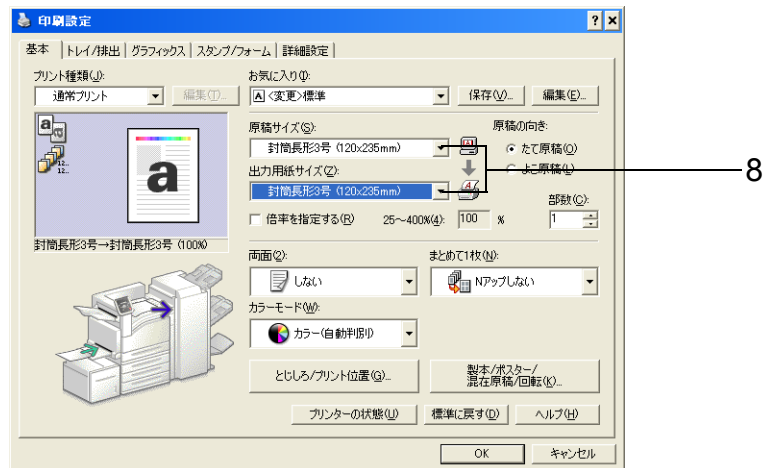 印刷設定
基本 トレイ/排出 グラフィックス スタンプ/フォーム 詳細設定
プリント種類(J):
通常プリント 編集(T)...
お気に入り(I):
A <変更>標準 保存(V)... 編集(E)...
原稿サイズ(S):
封筒長形3号 (120x235mm)
出力用紙サイズ(Z):
封筒長形3号 (120x235mm)
原稿の向き:
たて原稿(O)
よこ原稿(L)
8
倍率を指定する(R) 25～400%(4): 100 %
部数(C):
1
a
a
12..
12..
a
封筒長形3号→封筒長形3号 (100%)
両面(2):
しない
まとめて1枚(N):
Nアップしない
カラーモード(W):
カラー(自動判別)
とじしろ/プリント位置(G)...
製本/ポスター/
混在原稿/回転(K)...
プリンターの状態(U) 標準に戻す(D) ヘルプ(H)
OK キャンセル